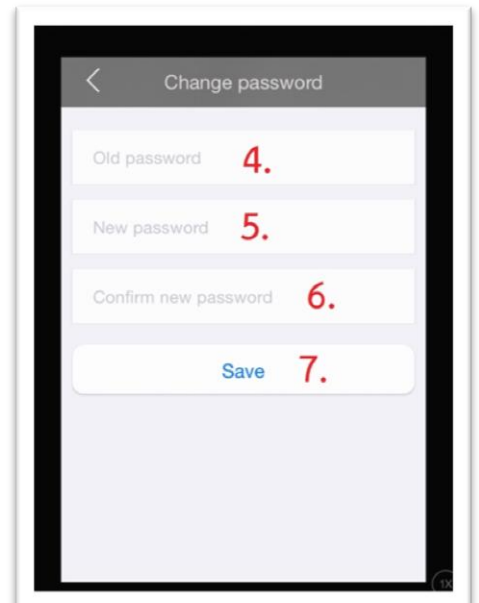 Change password
Old password 4.
New password 5.
Confirm new password 6.
Save 7.
1X